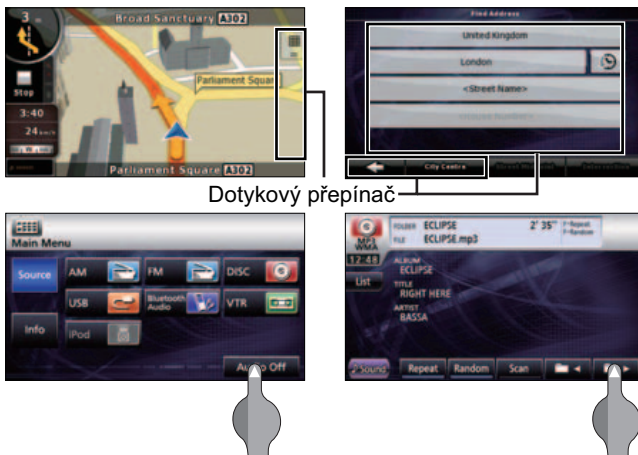 3
Broad Sanctuary A302
Stop
Parliament Square
3:40
24 km/h
Parliament Square A302
Find Address
United Kingdom
London
<Street Name>
City Centre
Dotykový přepínač
Main Menu
Source
AM
FM
DISC
USB
Bluetooth
Audio
VTR
Info
iPod
Audio Off
MP3
WMA
FOLDER ECLIPSE 2' 35" F-Repeat
F-Random
FILE ECLIPSE.mp3
12:48
List
ALBUM
ECLIPSE
TITLE
RIGHT HERE
ARTIST
BASSA
Sound Repeat Random Scan